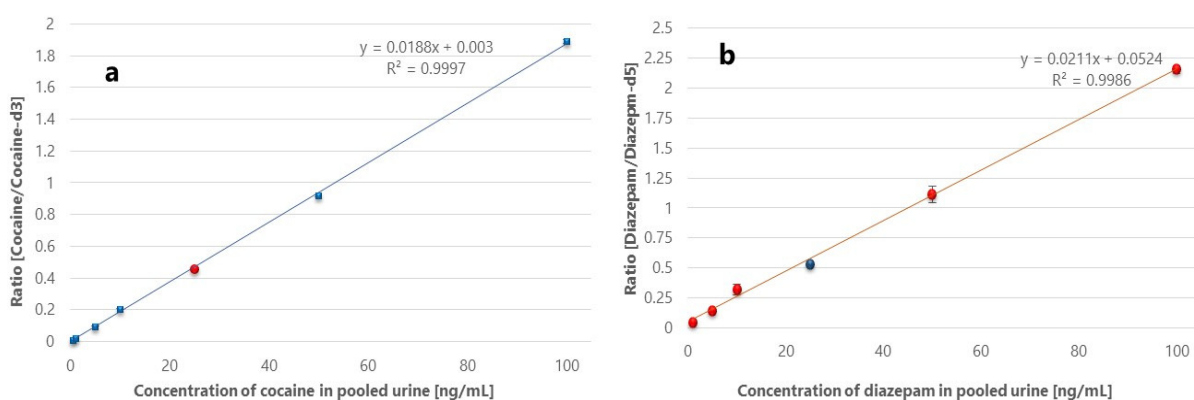 a
y = 0.0188x + 0.003
R² = 0.9997
Ratio [Cocaine/Cocaine-d3]
2
1.8
1.6
1.4
1.2
1
0.8
0.6
0.4
0.2
0
0 20 40 60 80 100
Concentration of cocaine in pooled urine [ng/mL]
b
y = 0.0211x + 0.0524
R² = 0.9986
Ratio [Diazepam/Diazepm-d5]
2.5
2.25
2
1.75
1.5
1.25
1
0.75
0.5
0.25
0
0 20 40 60 80 100
Concentration of diazepam in pooled urine [ng/mL]